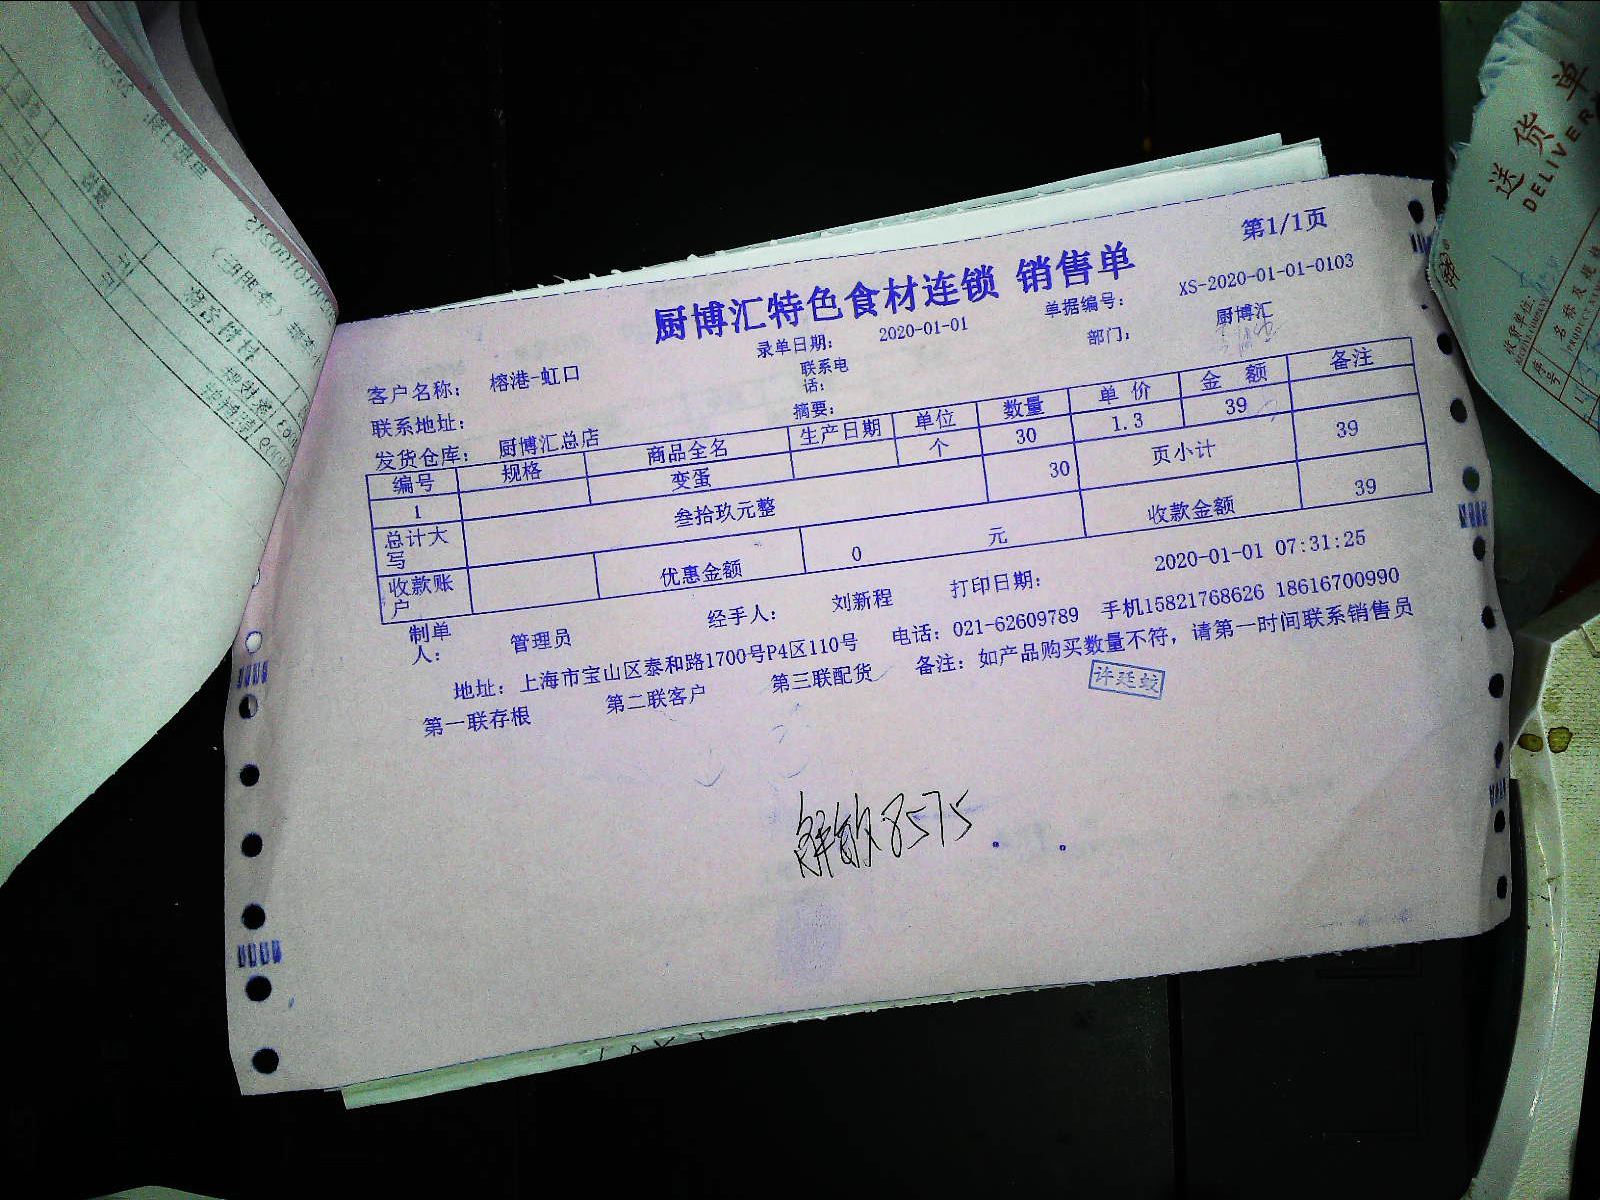 第1/1页
厨博汇特色食材连锁 销售单
录单日期: 2020-01-01 单据编号: XS-2020-01-01-0103
客户名称: 榕港-虹口 联系电话: 部门: 厨博汇
联系地址: 摘要:
发货仓库: 厨博汇总店
编号 规格 商品全名 生产日期 单位 数量 单价 金额 备注
1 变蛋 个 30 1.3 39
总计大写 叁拾玖元整 30 页小计 39
收款账户 优惠金额 0 元 收款金额 39
制单人: 管理员 经手人: 刘新程 打印日期: 2020-01-01 07:31:25
地址: 上海市宝山区泰和路1700号P4区110号 电话: 021-62609789 手机15821768626 18616700990
第一联存根 第二联客户 第三联配货 备注: 如产品购买数量不符, 请第一时间联系销售员
许廷蛟
8575
送货单
DELIVER
收货单位:
名称及规格
序号